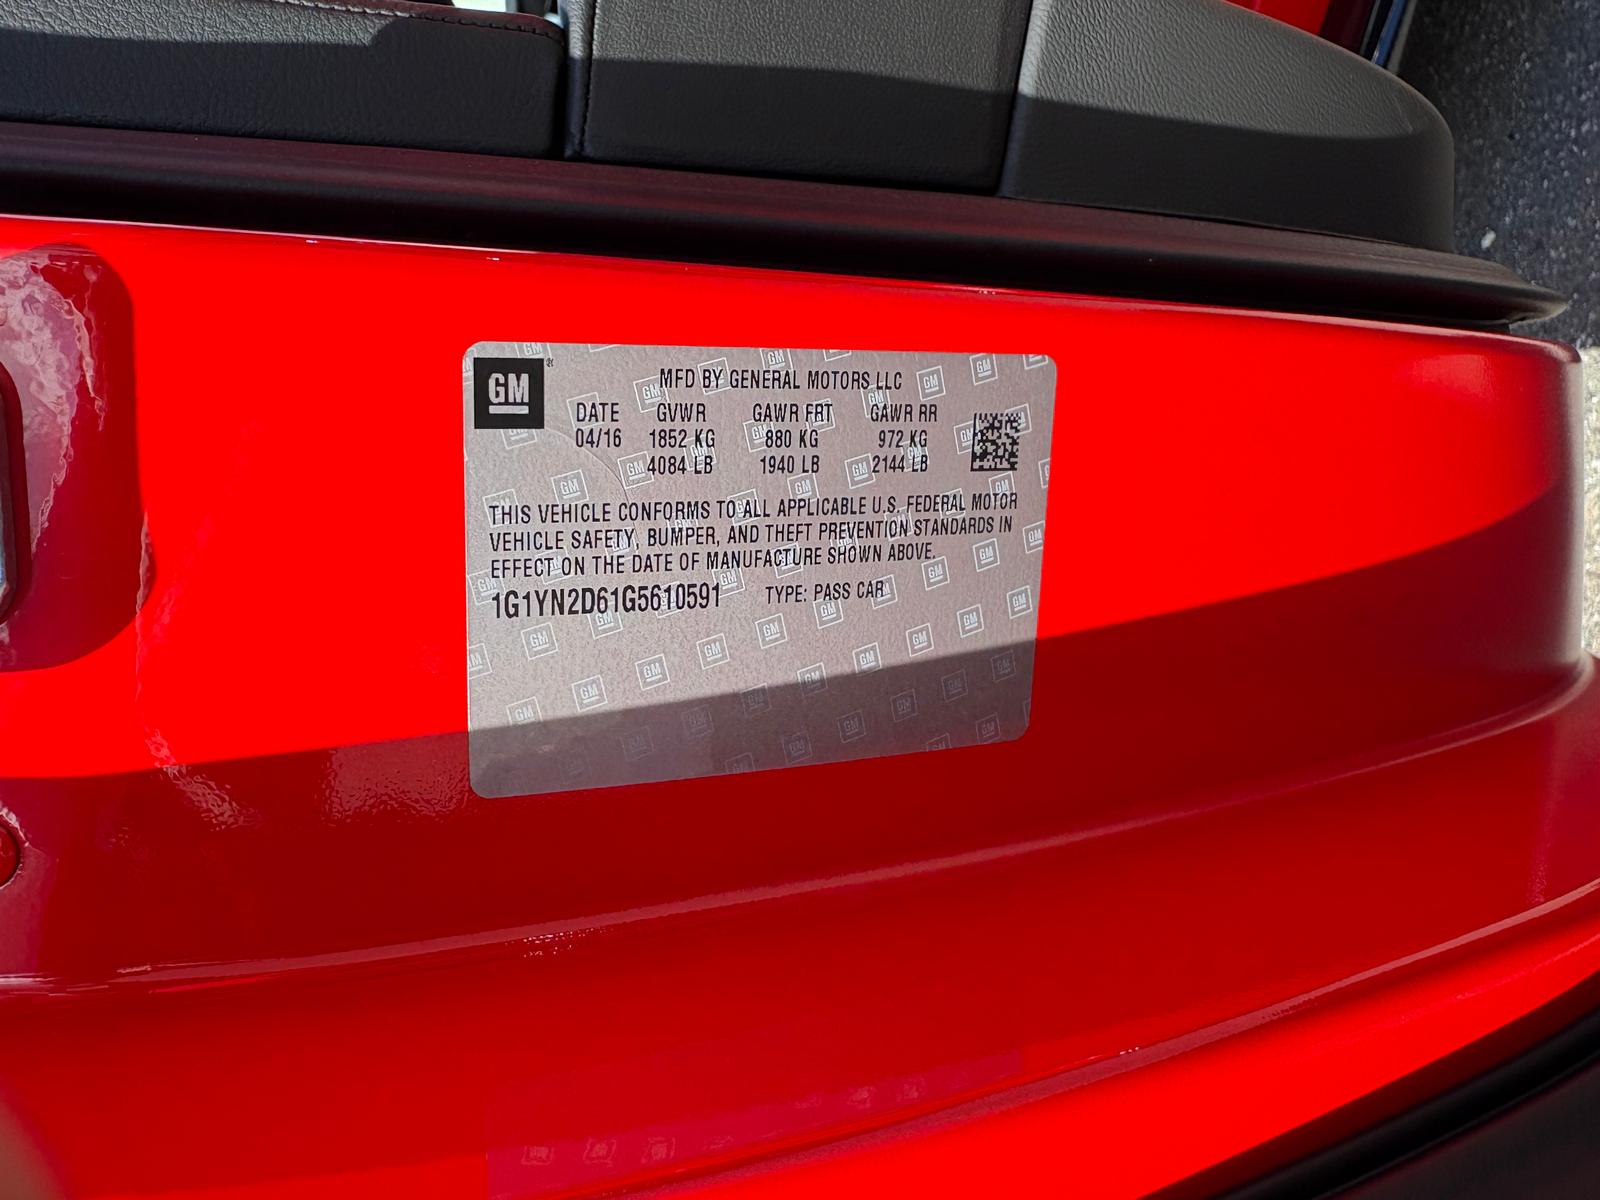 GM
MFD BY GENERAL MOTORS LLC
DATE GVWR GAWR FRT GAWR RR
04/16 1852 KG 880 KG 972 KG
4084 LB 1940 LB 2144 LB
THIS VEHICLE CONFORMS TO ALL APPLICABLE U.S. FEDERAL MOTOR
VEHICLE SAFETY, BUMPER, AND THEFT PREVENTION STANDARDS IN
EFFECT ON THE DATE OF MANUFACTURE SHOWN ABOVE.
1G1YN2D61G5610591 TYPE: PASS CAR